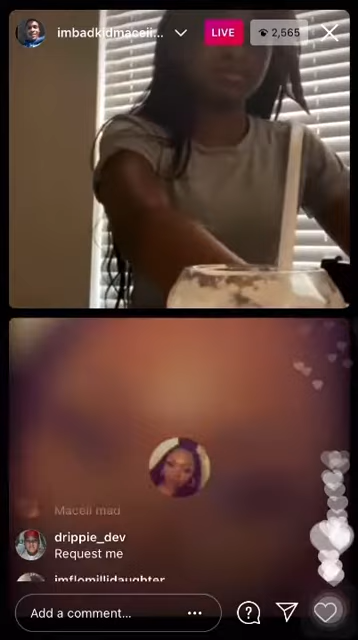 imbadkidmaceii...
LIVE
2,565
Maceii mad
drippie_dev
Request me
imflomillidaughter
Add a comment...